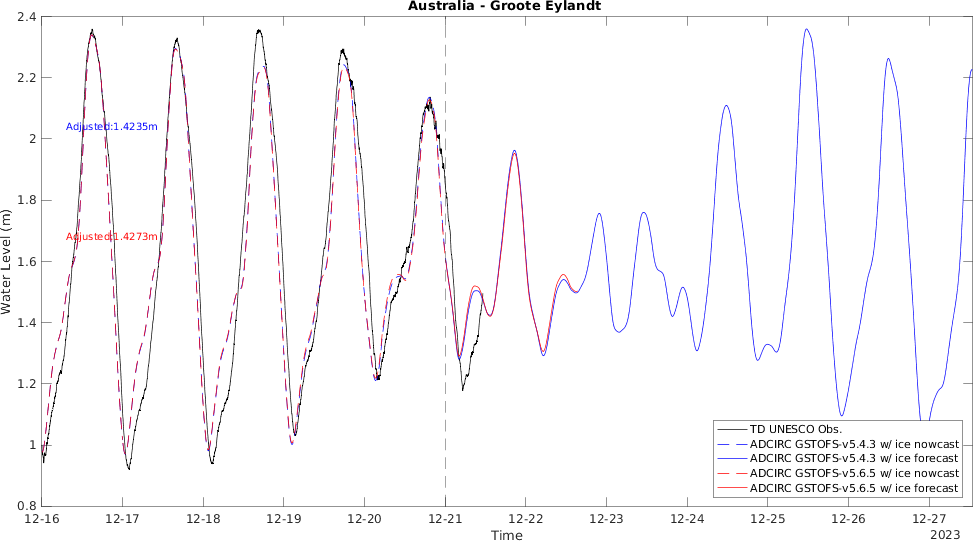 Australia - Groote Eylandt
2.4
2.2
2
1.8
1.6
1.4
1.2
1
0.8
Water Level (m)
Adjusted:1.4235m
Adjusted:1.4273m
TD UNESCO Obs.
ADCIRC GSTOFS-v5.4.3 w/ ice nowcast
ADCIRC GSTOFS-v5.4.3 w/ ice forecast
ADCIRC GSTOFS-v5.6.5 w/ ice nowcast
ADCIRC GSTOFS-v5.6.5 w/ ice forecast
12-16 12-17 12-18 12-19 12-20 12-21 12-22 12-23 12-24 12-25 12-26 12-27
2023
Time